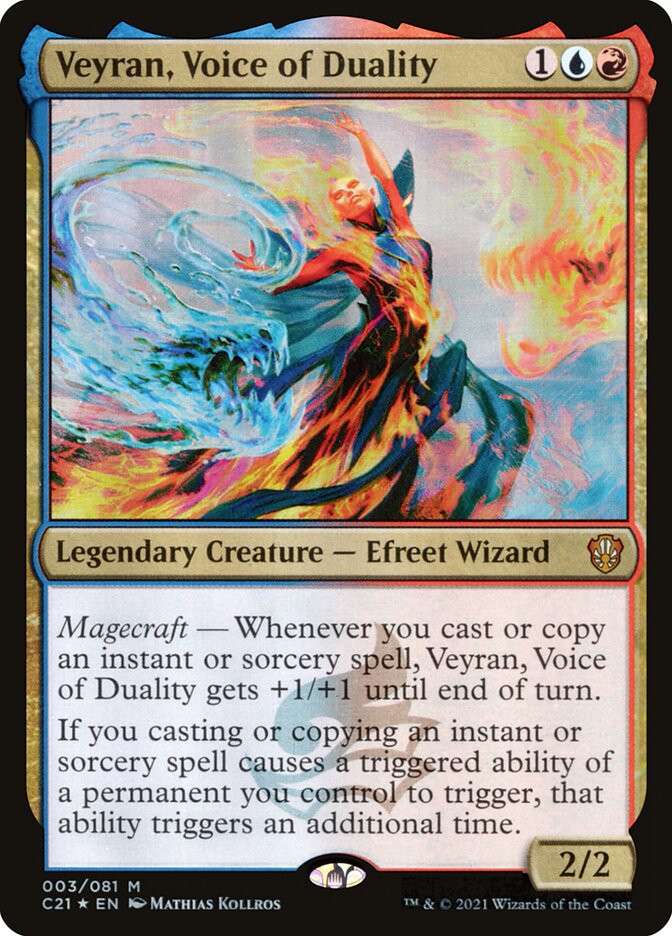 Veyran, Voice of Duality 1
Legendary Creature — Efreet Wizard
Magecraft — Whenever you cast or copy
an instant or sorcery spell, Veyran, Voice
of Duality gets +1/+1 until end of turn.
If you casting or copying an instant or
sorcery spell causes a triggered ability of
a permanent you control to trigger, that
ability triggers an additional time.
2/2
003/081 M
C21 ★ EN Mathias Kollros
™ & © 2021 Wizards of the Coast